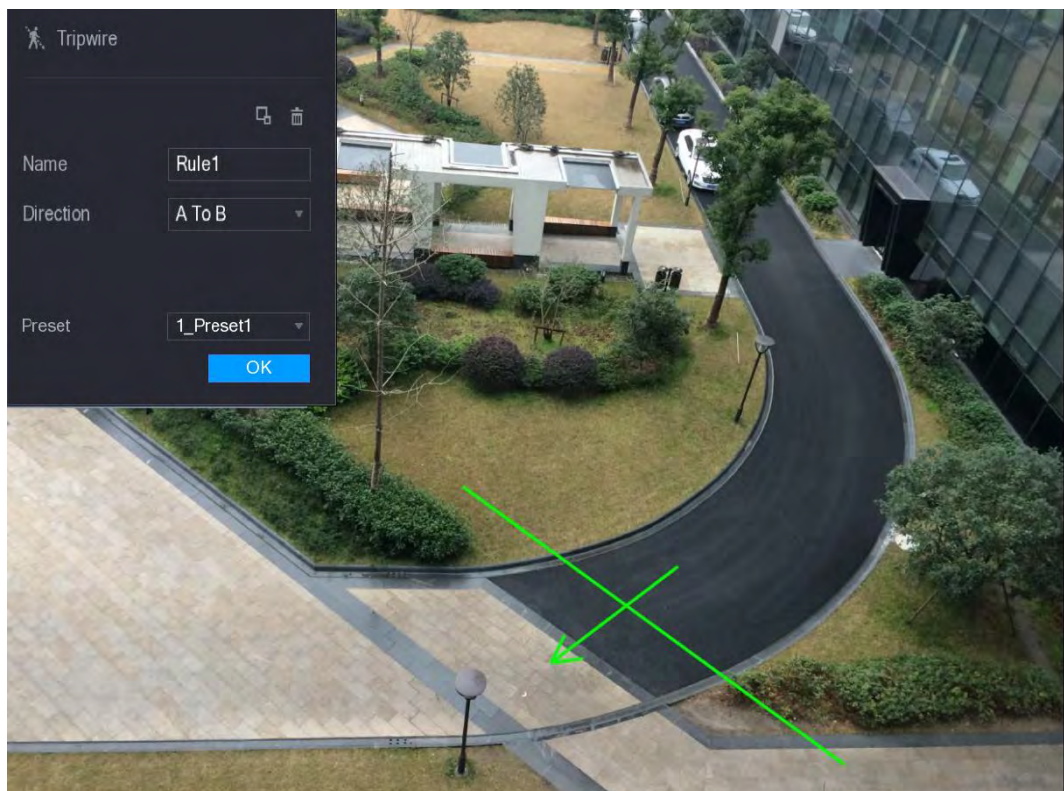 Tripwire
Name Rule1
Direction A To B
Preset 1_Preset1
OK